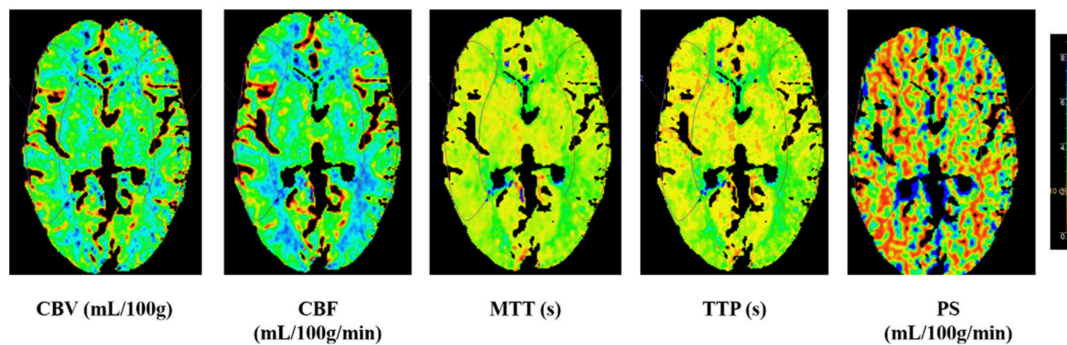 CBV (mL/100g)
CBF
(mL/100g/min)
MTT (s)
TTP (s)
PS
(mL/100g/min)